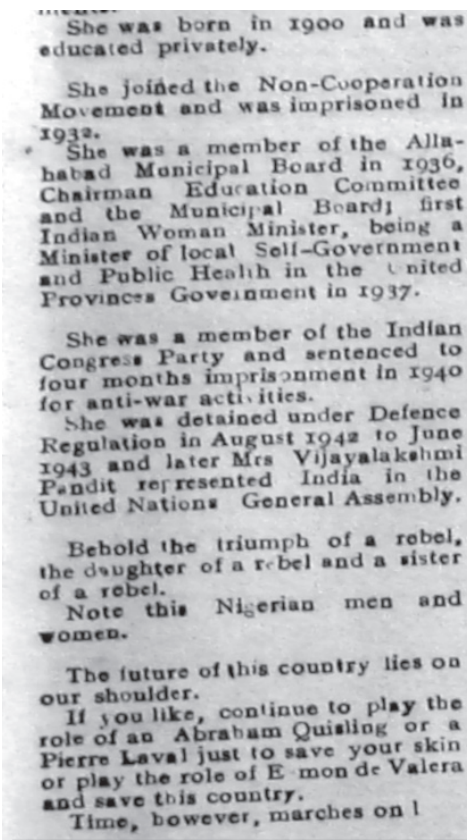 She was born in 1900 and was
educated privately.
She joined the Non-Cooperation
Movement and was imprisoned in
1932.
She was a member of the Alla-
habad Municipal Board in 1936,
Chairman Education Committee
and the Municipal Board; first
Indian Woman Minister, being a
Minister of local Self-Government
and Public Health in the United
Provinces Government in 1937.
She was a member of the Indian
Congress Party and sentenced to
four months imprisonment in 1940
for anti-war activities.
She was detained under Defence
Regulation in August 1942 to June
1943 and later Mrs Vijayalakshmi
Pandit represented India in the
United Nations General Assembly.
Behold the triumph of a rebel,
the daughter of a rebel and a sister
of a rebel.
Note this Nigerian men and
women.
The future of this country lies on
our shoulder.
If you like, continue to play the
role of an Abraham Quisling or a
Pierre Laval just to save your skin
or play the role of E mon de Valera
and save this country.
Time, however, marches on !